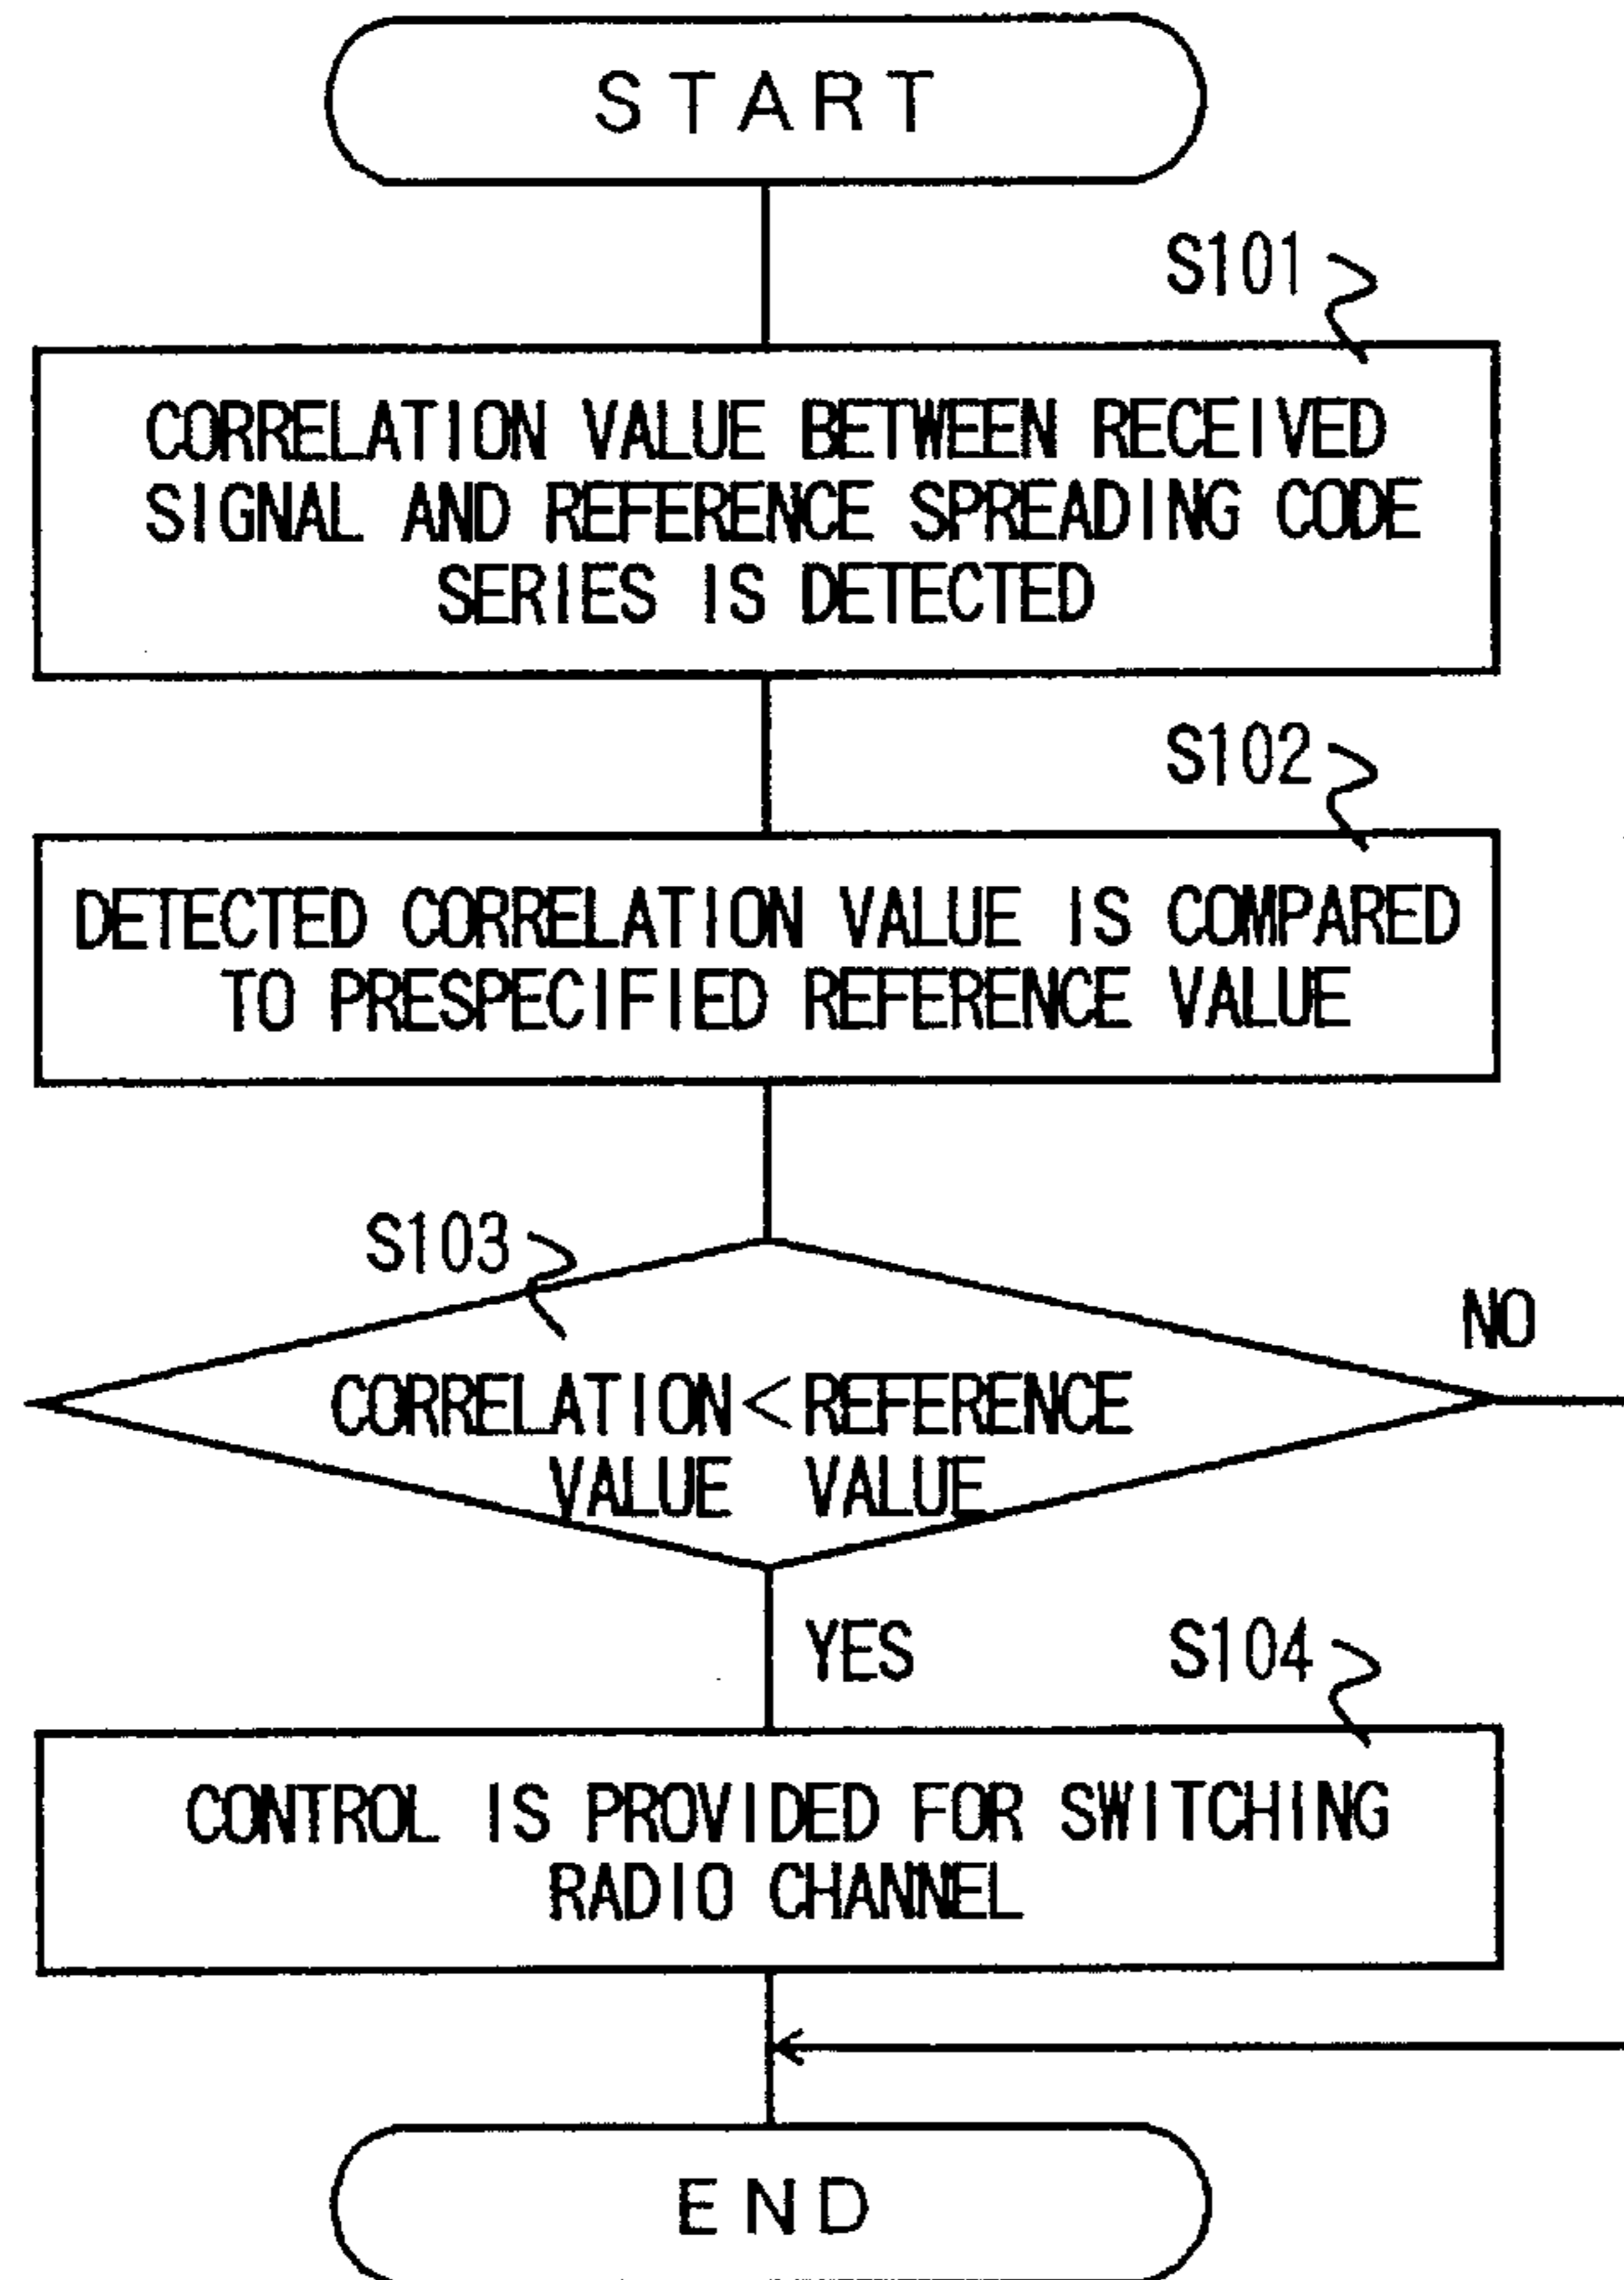 START
S101
CORRELATION VALUE BETWEEN RECEIVED
SIGNAL AND REFERENCE SPREADING CODE
SERIES IS DETECTED
S102
DETECTED CORRELATION VALUE IS COMPARED
TO PRESPECIFIED REFERENCE VALUE
S103
NO
CORRELATION < REFERENCE
VALUE VALUE
YES
S104
CONTROL IS PROVIDED FOR SWITCHING
RADIO CHANNEL
END